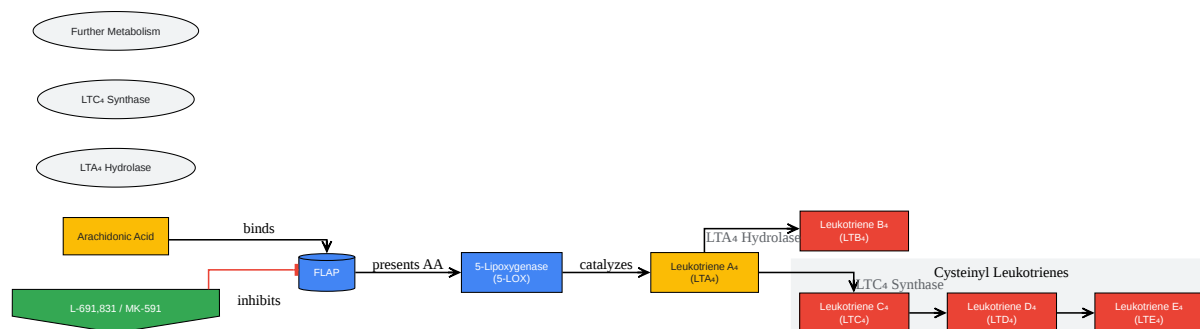 Further Metabolism
LTC₄ Synthase
LTA₄ Hydrolase
Arachidonic Acid
binds
L-691,831 / MK-591
inhibits
FLAP
presents AA
5-Lipoxygenase
(5-LOX)
catalyzes
Leukotriene A₄
(LTA₄)
LTA₄ Hydrolase
Leukotriene B₄
(LTB₄)
Cysteinyl Leukotrienes
LTC₄ Synthase
Leukotriene C₄
(LTC₄)
Leukotriene D₄
(LTD₄)
Leukotriene E₄
(LTE₄)